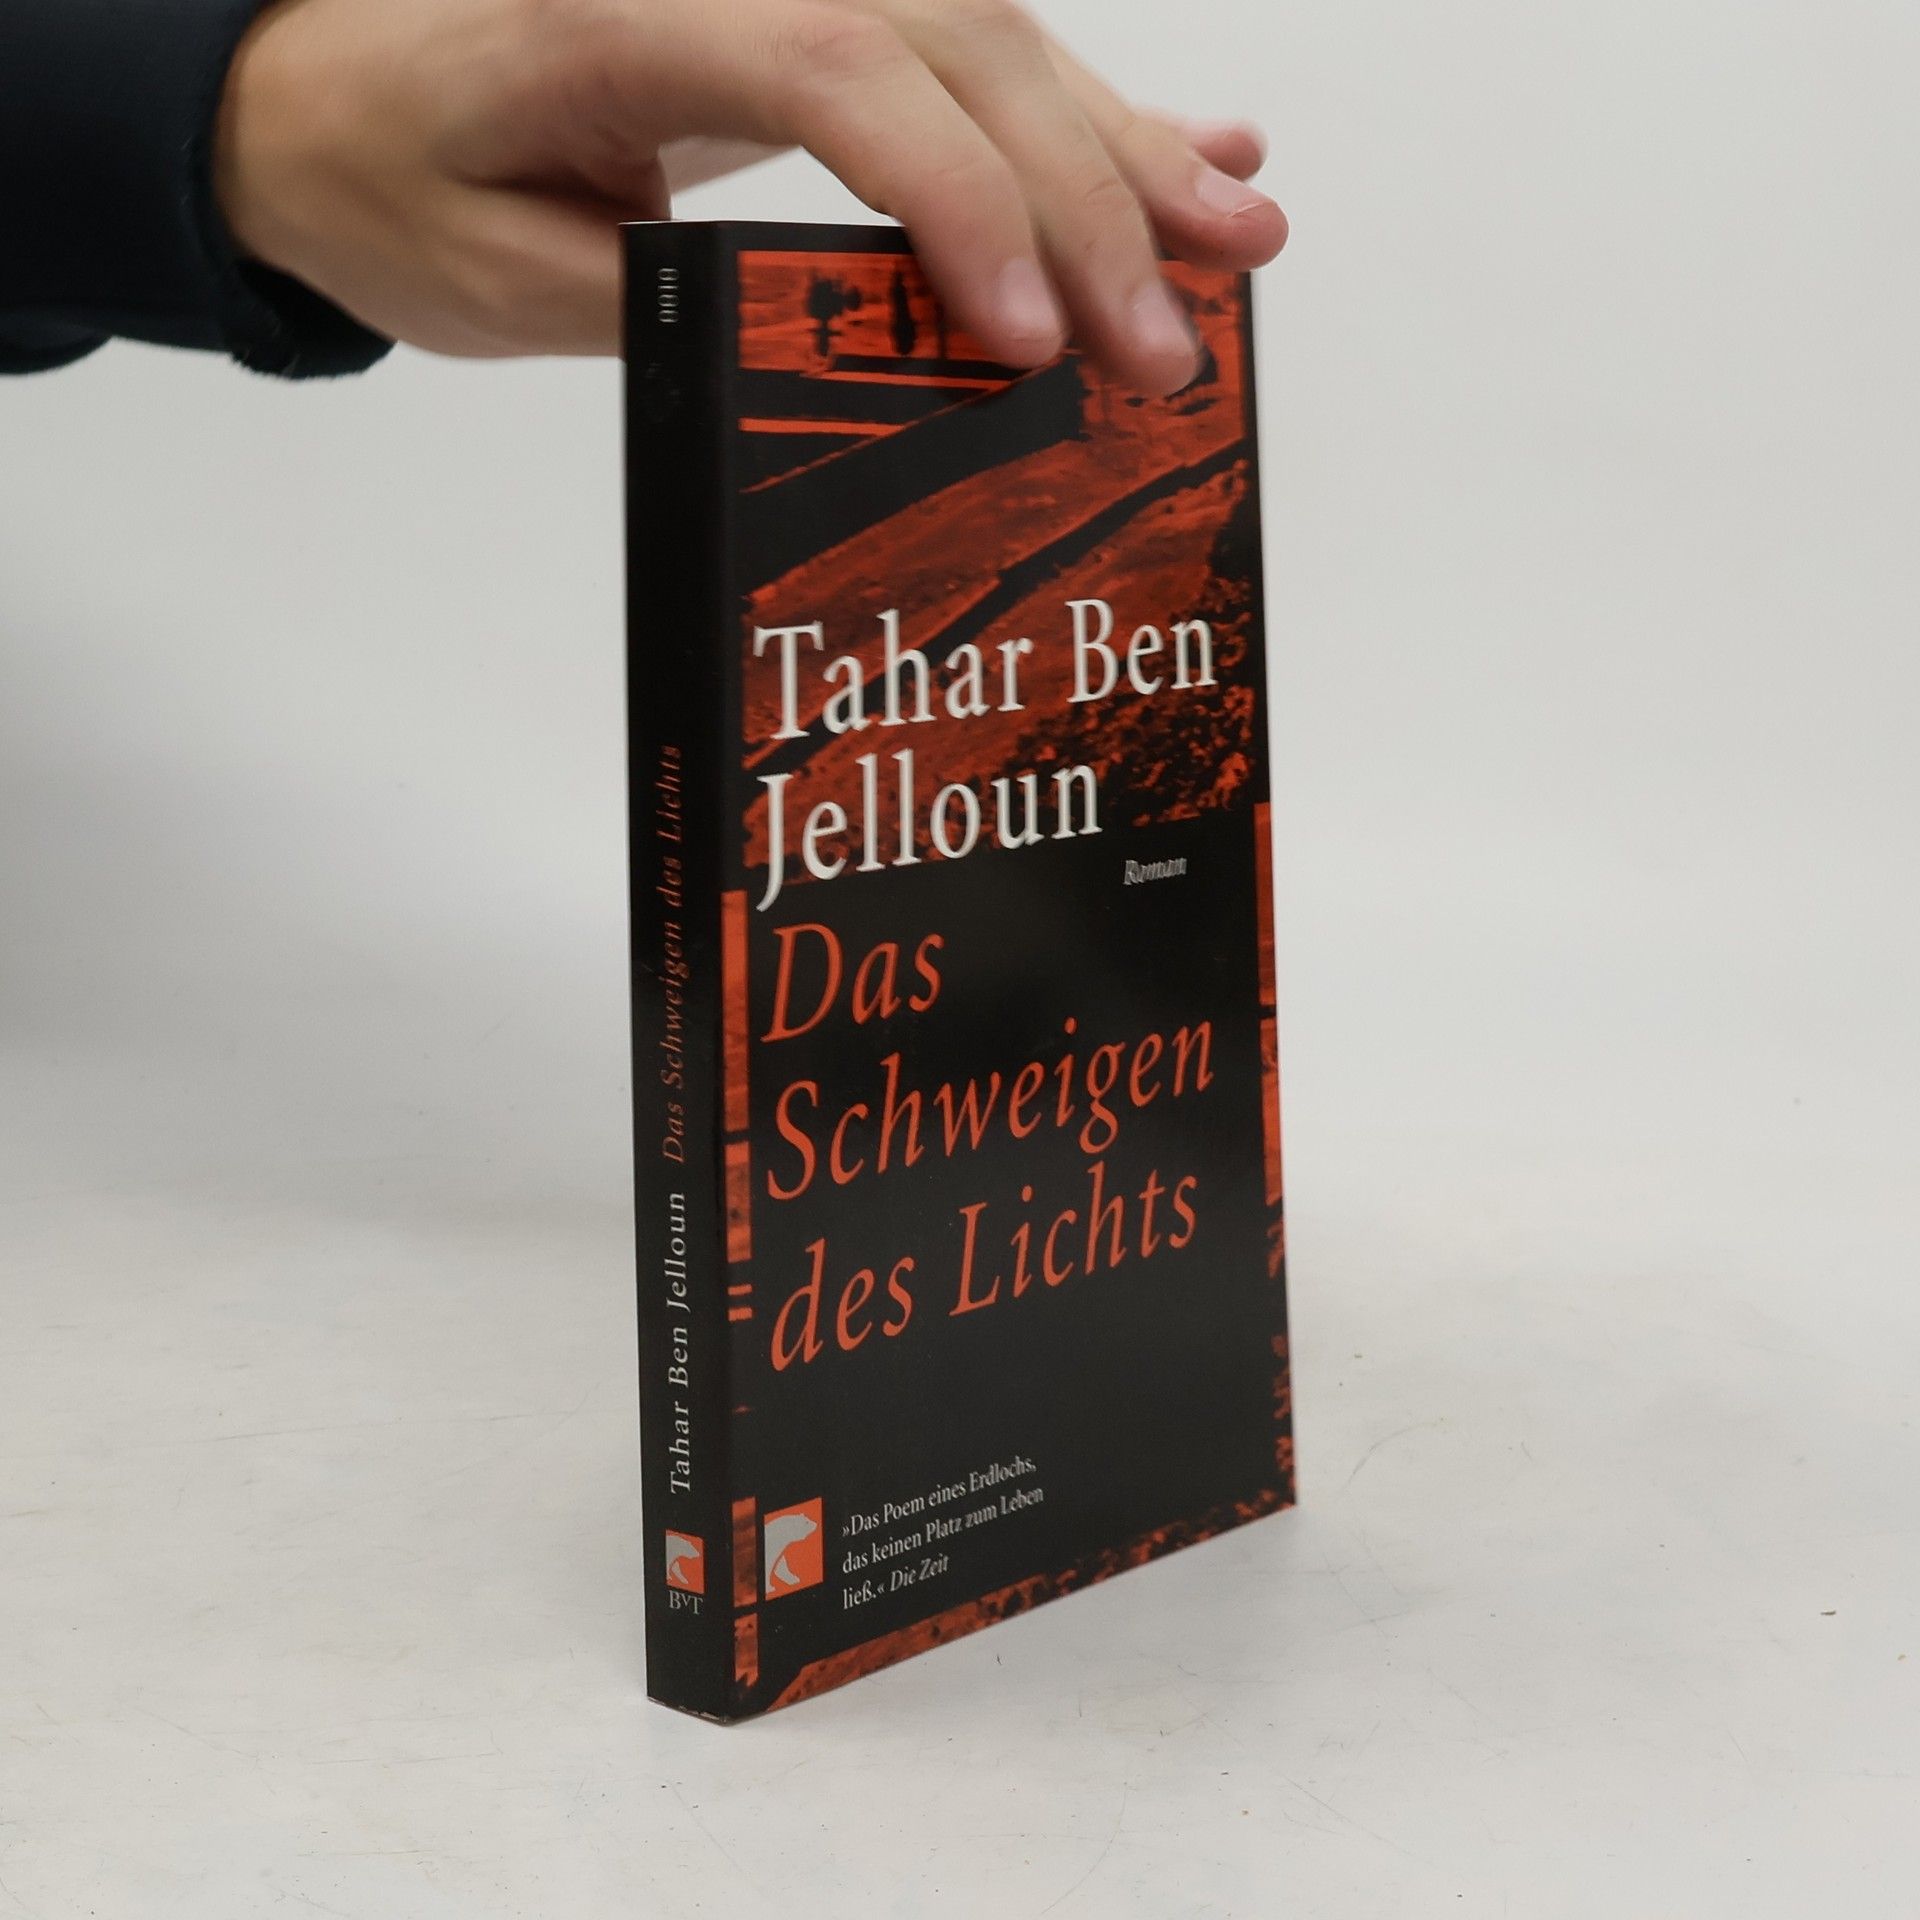 0010
Tahar Ben Jelloun Das Schweigen des Lichts
BvT
Tahar Ben
Jelloun
Roman
Das
Schweigen
des Lichts
»Das Poem eines Erdlochs,
das keinen Platz zum Leben
ließ.« Die Zeit